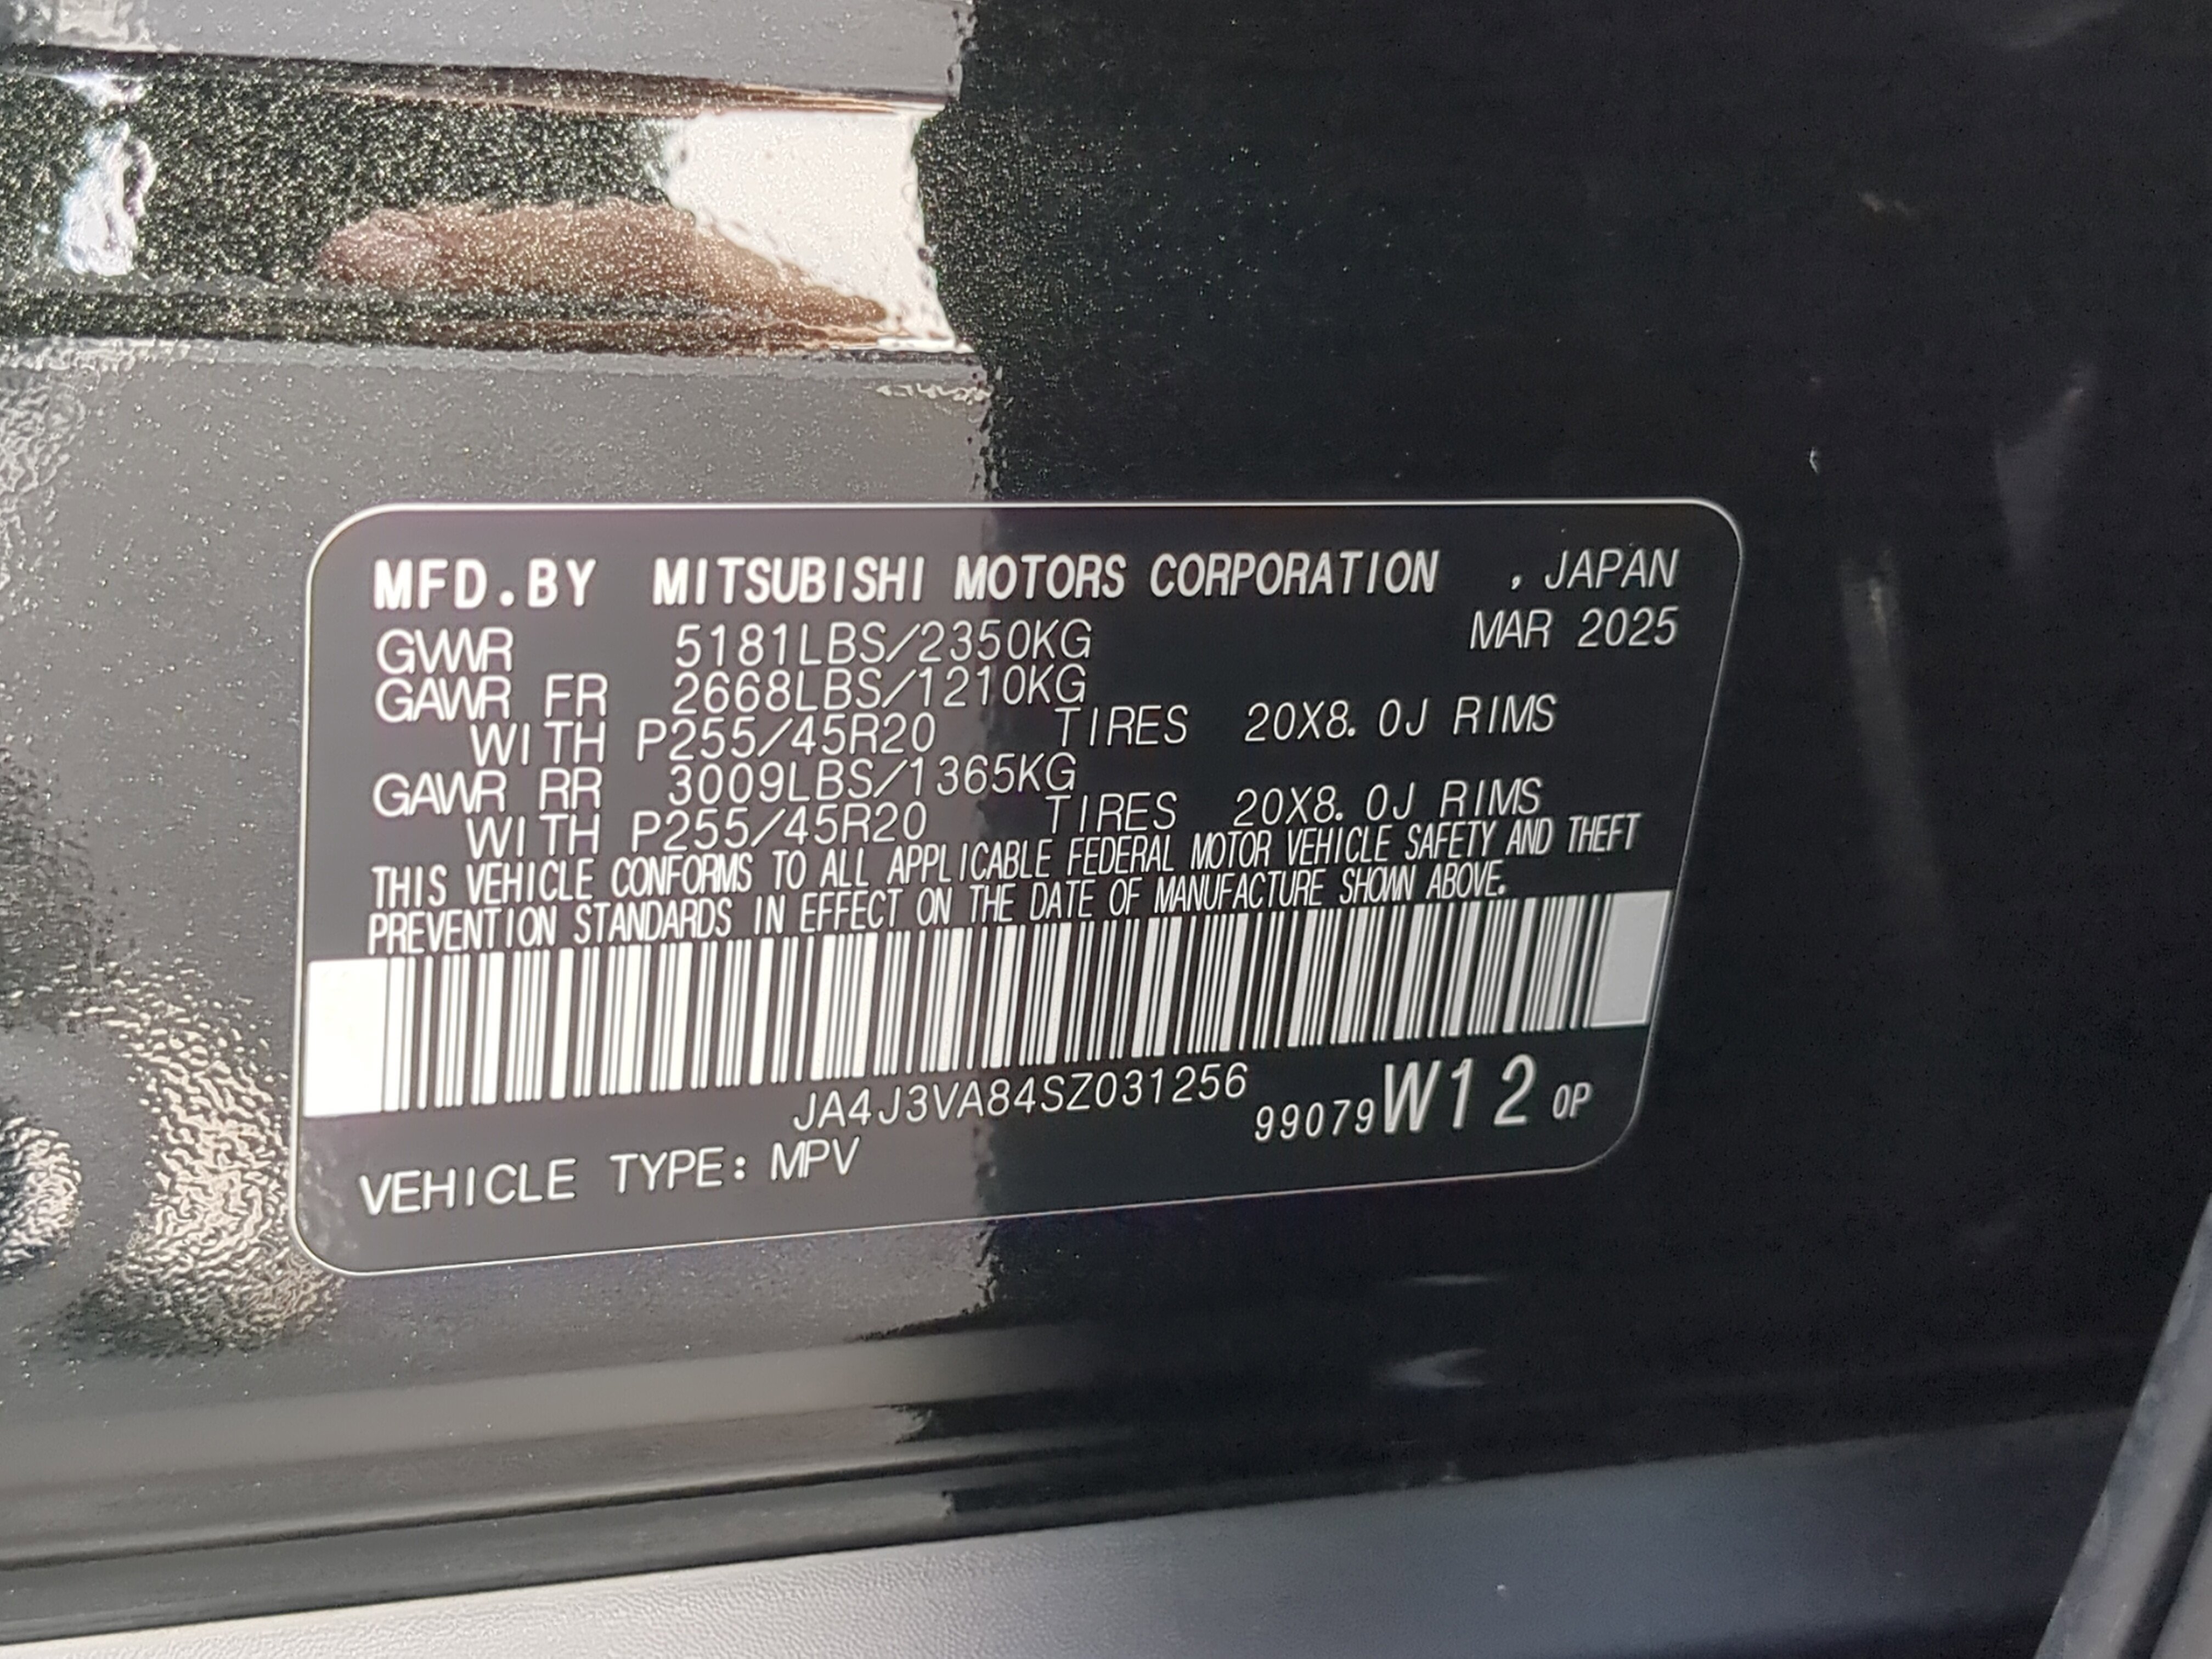 MFD.BY MITSUBISHI MOTORS CORPORATION , JAPAN
GVWR 5181LBS/2350KG MAR 2025
GAWR FR 2668LBS/1210KG
WITH P255/45R20 TIRES 20X8.0J RIMS
GAWR RR 3009LBS/1365KG
WITH P255/45R20 TIRES 20X8.0J RIMS
THIS VEHICLE CONFORMS TO ALL APPLICABLE FEDERAL MOTOR VEHICLE SAFETY AND THEFT
PREVENTION STANDARDS IN EFFECT ON THE DATE OF MANUFACTURE SHOWN ABOVE.
JA4J3VA84SZ031256
99079W120P
VEHICLE TYPE: MPV